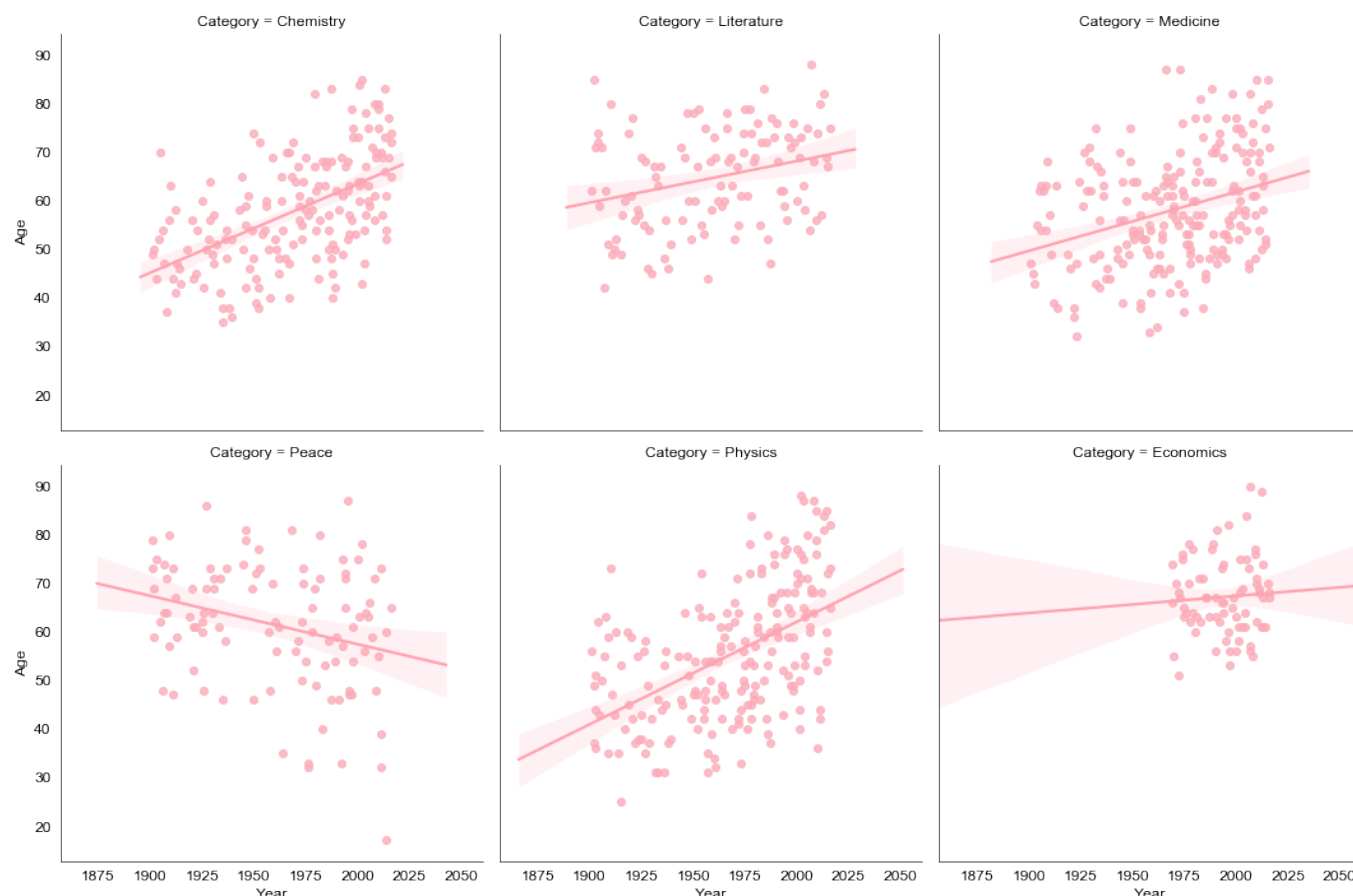 Category = Chemistry
Category = Literature
Category = Medicine
Age
90
80
70
60
50
40
30
20
Category = Peace
Category = Physics
Category = Economics
Age
90
80
70
60
50
40
30
20
1875 1900 1925 1950 1975 2000 2025 2050
1875 1900 1925 1950 1975 2000 2025 2050
1875 1900 1925 1950 1975 2000 2025 2050
Year
Year
Year